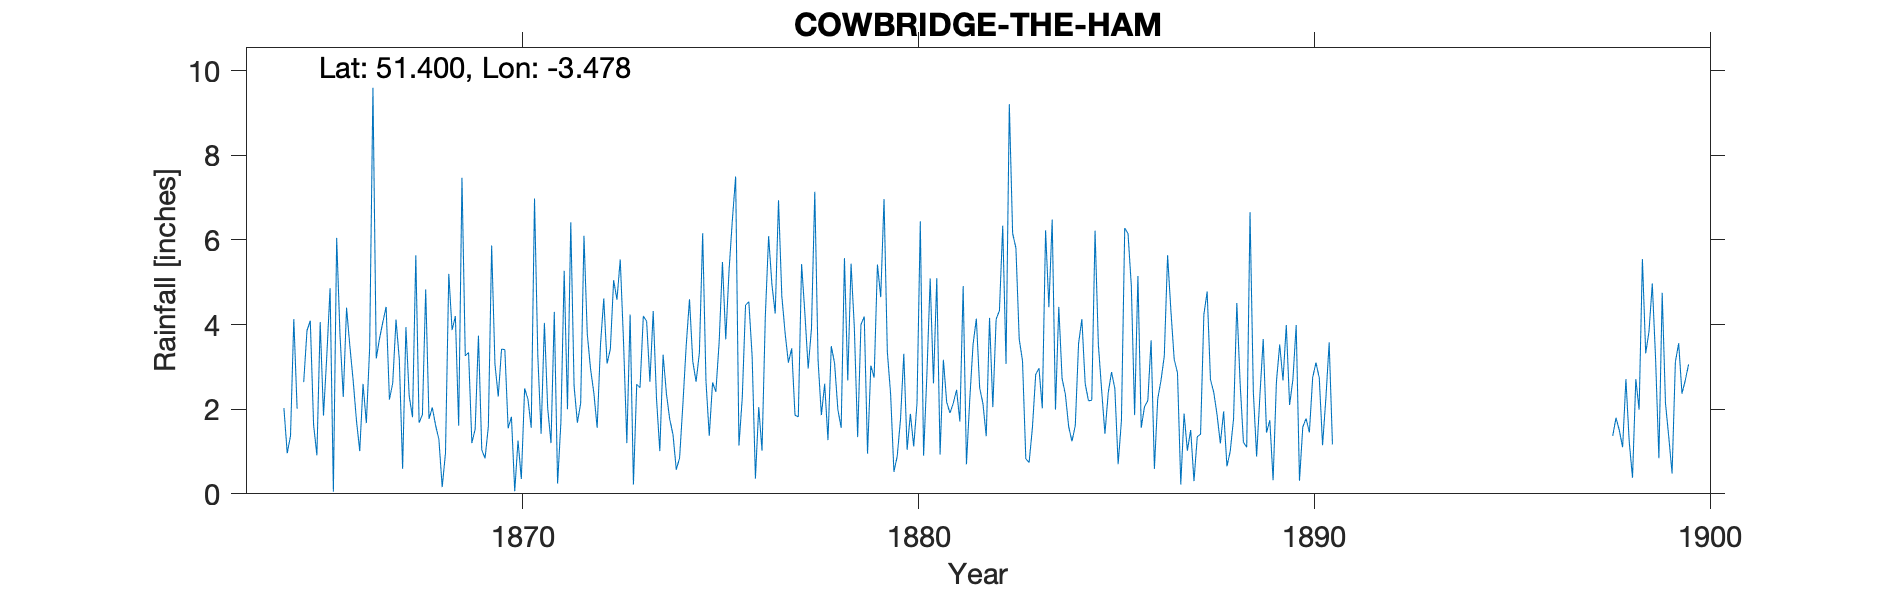 COWBRIDGE-THE-HAM
Lat: 51.400, Lon: -3.478
10
8
6
4
2
0
Rainfall [inches]
1870
1880
1890
1900
Year